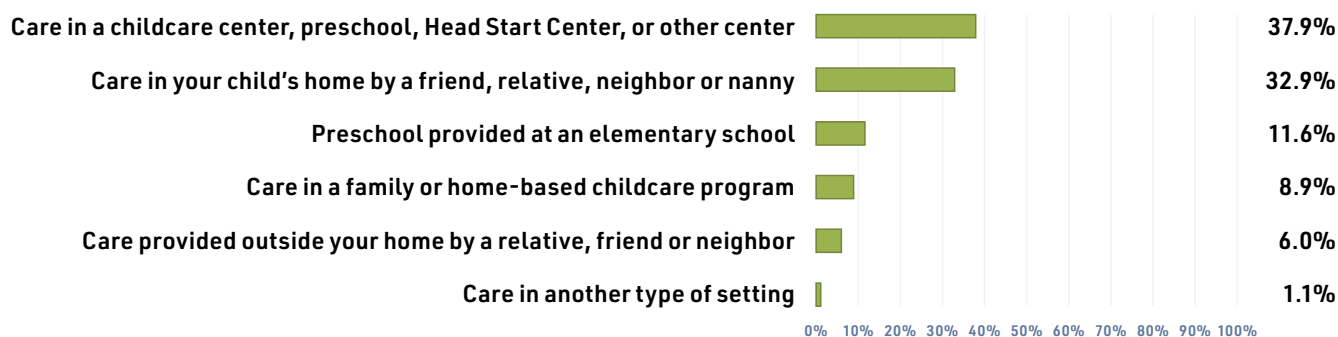 Care in a childcare center, preschool, Head Start Center, or other center 37.9%
Care in your child's home by a friend, relative, neighbor or nanny 32.9%
Preschool provided at an elementary school 11.6%
Care in a family or home-based childcare program 8.9%
Care provided outside your home by a relative, friend or neighbor 6.0%
Care in another type of setting 1.1%
0% 10% 20% 30% 40% 50% 60% 70% 80% 90% 100%